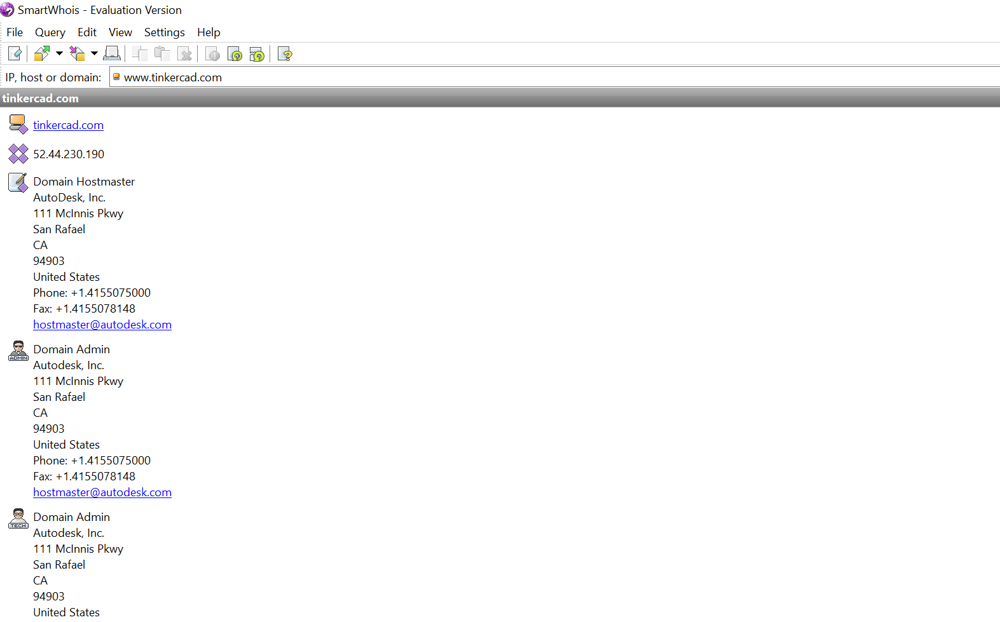 SmartWhois - Evaluation Version
File Query Edit View Settings Help
IP, host or domain: www.tinkercad.com
tinkercad.com
tinkercad.com
52.44.230.190
Domain Hostmaster
AutoDesk, Inc.
111 McInnis Pkwy
San Rafael
CA
94903
United States
Phone: +1.4155075000
Fax: +1.4155078148
hostmaster@autodesk.com
ADMIN
Domain Admin
Autodesk, Inc.
111 McInnis Pkwy
San Rafael
CA
94903
United States
Phone: +1.4155075000
Fax: +1.4155078148
hostmaster@autodesk.com
TECH
Domain Admin
Autodesk, Inc.
111 McInnis Pkwy
San Rafael
CA
94903
United States